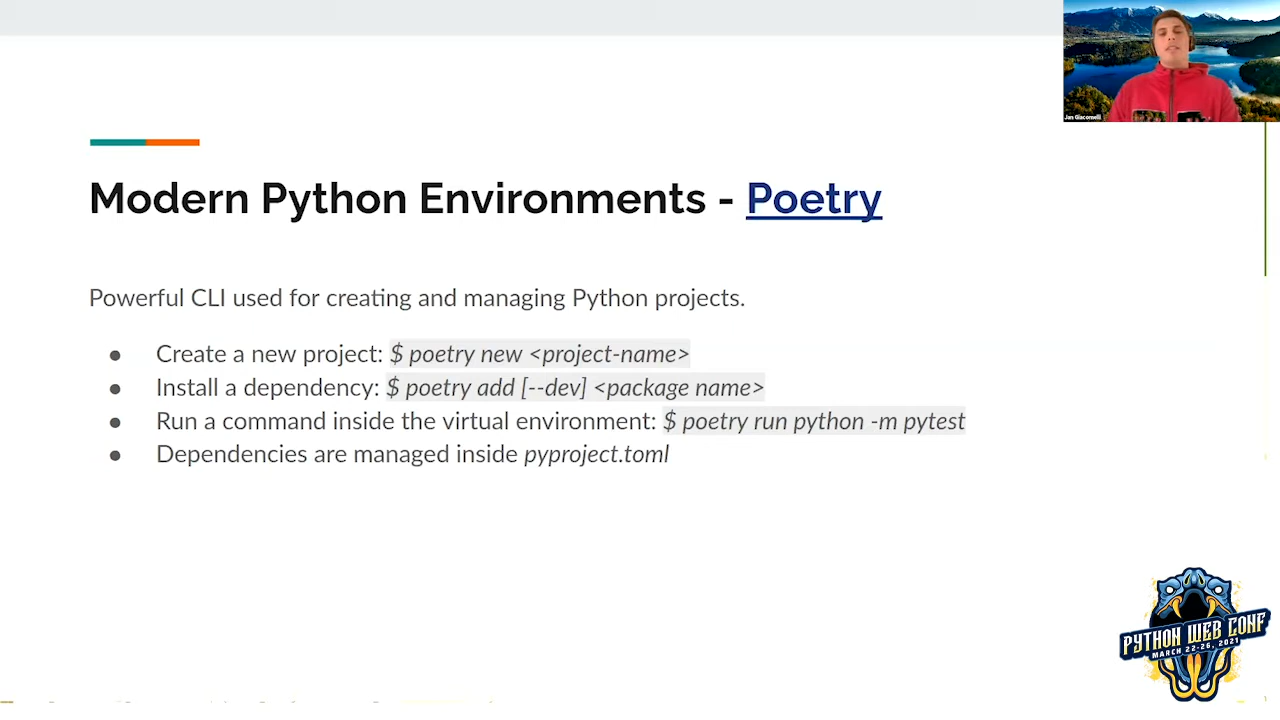 Jan Giacomelli
Modern Python Environments - Poetry
Powerful CLI used for creating and managing Python projects.
● Create a new project: $ poetry new <project-name>
● Install a dependency: $ poetry add [--dev] <package name>
● Run a command inside the virtual environment: $ poetry run python -m pytest
● Dependencies are managed inside pyproject.toml
PYTHON WEB CONF
MARCH 22-26, 2021